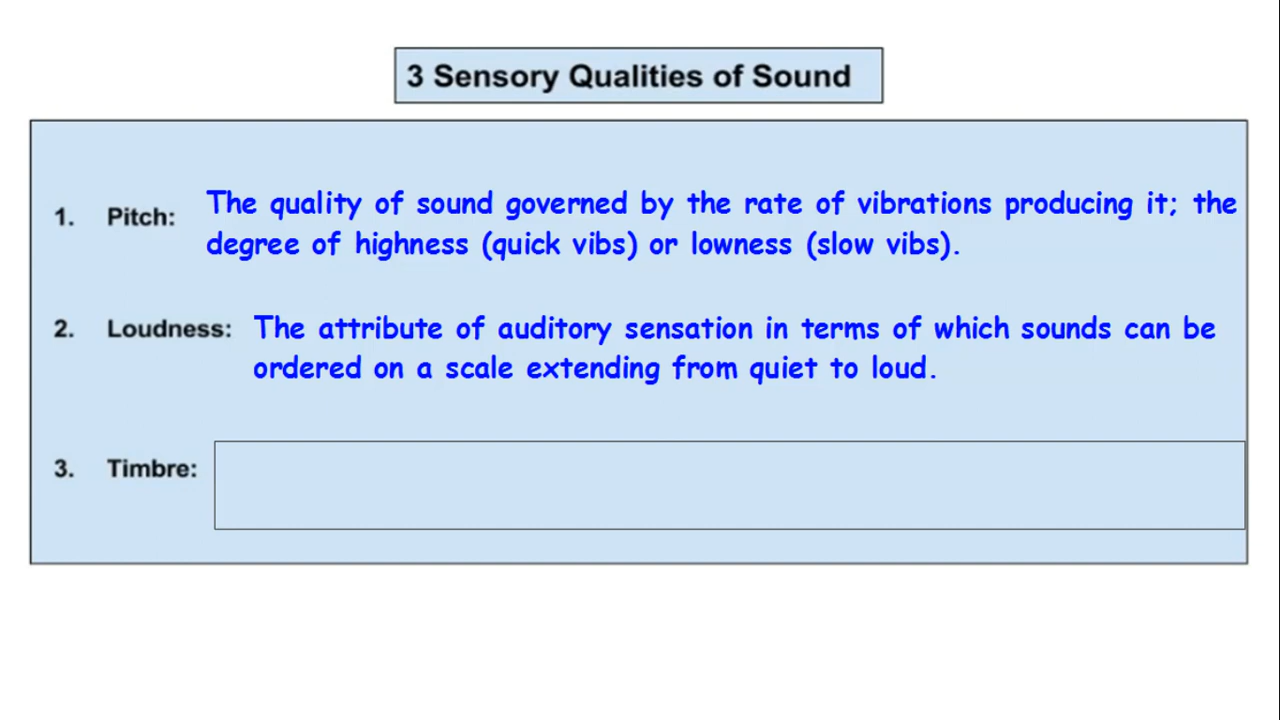 3 Sensory Qualities of Sound
1. Pitch: The quality of sound governed by the rate of vibrations producing it; the
degree of highness (quick vibs) or lowness (slow vibs).
2. Loudness: The attribute of auditory sensation in terms of which sounds can be
ordered on a scale extending from quiet to loud.
3. Timbre: